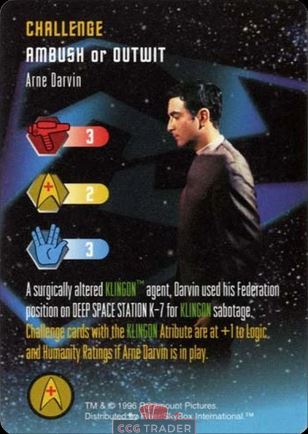 CHALLENGE
AMBUSH or OUTWIT
Arne Darvin
3
2
3
A surgically altered KLINGON™ agent, Darvin used his Federation
position on DEEP SPACE STATION K-7 for KLINGON sabotage.
Challenge cards with the KLINGON Atribute are at +1 to Logic
and Humanity Ratings if Arne Darvin is in play.
TM & © 1996 Paramount Pictures.
Distributed by Fleer/SkyBox International.™
CCG TRADER